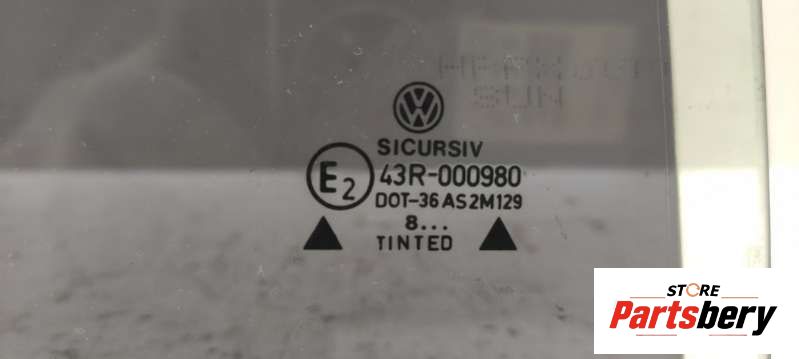 SICURSIV
E2 43R-000980
DOT-36 AS2M129
8...
TINTED
STORE
Partsbery